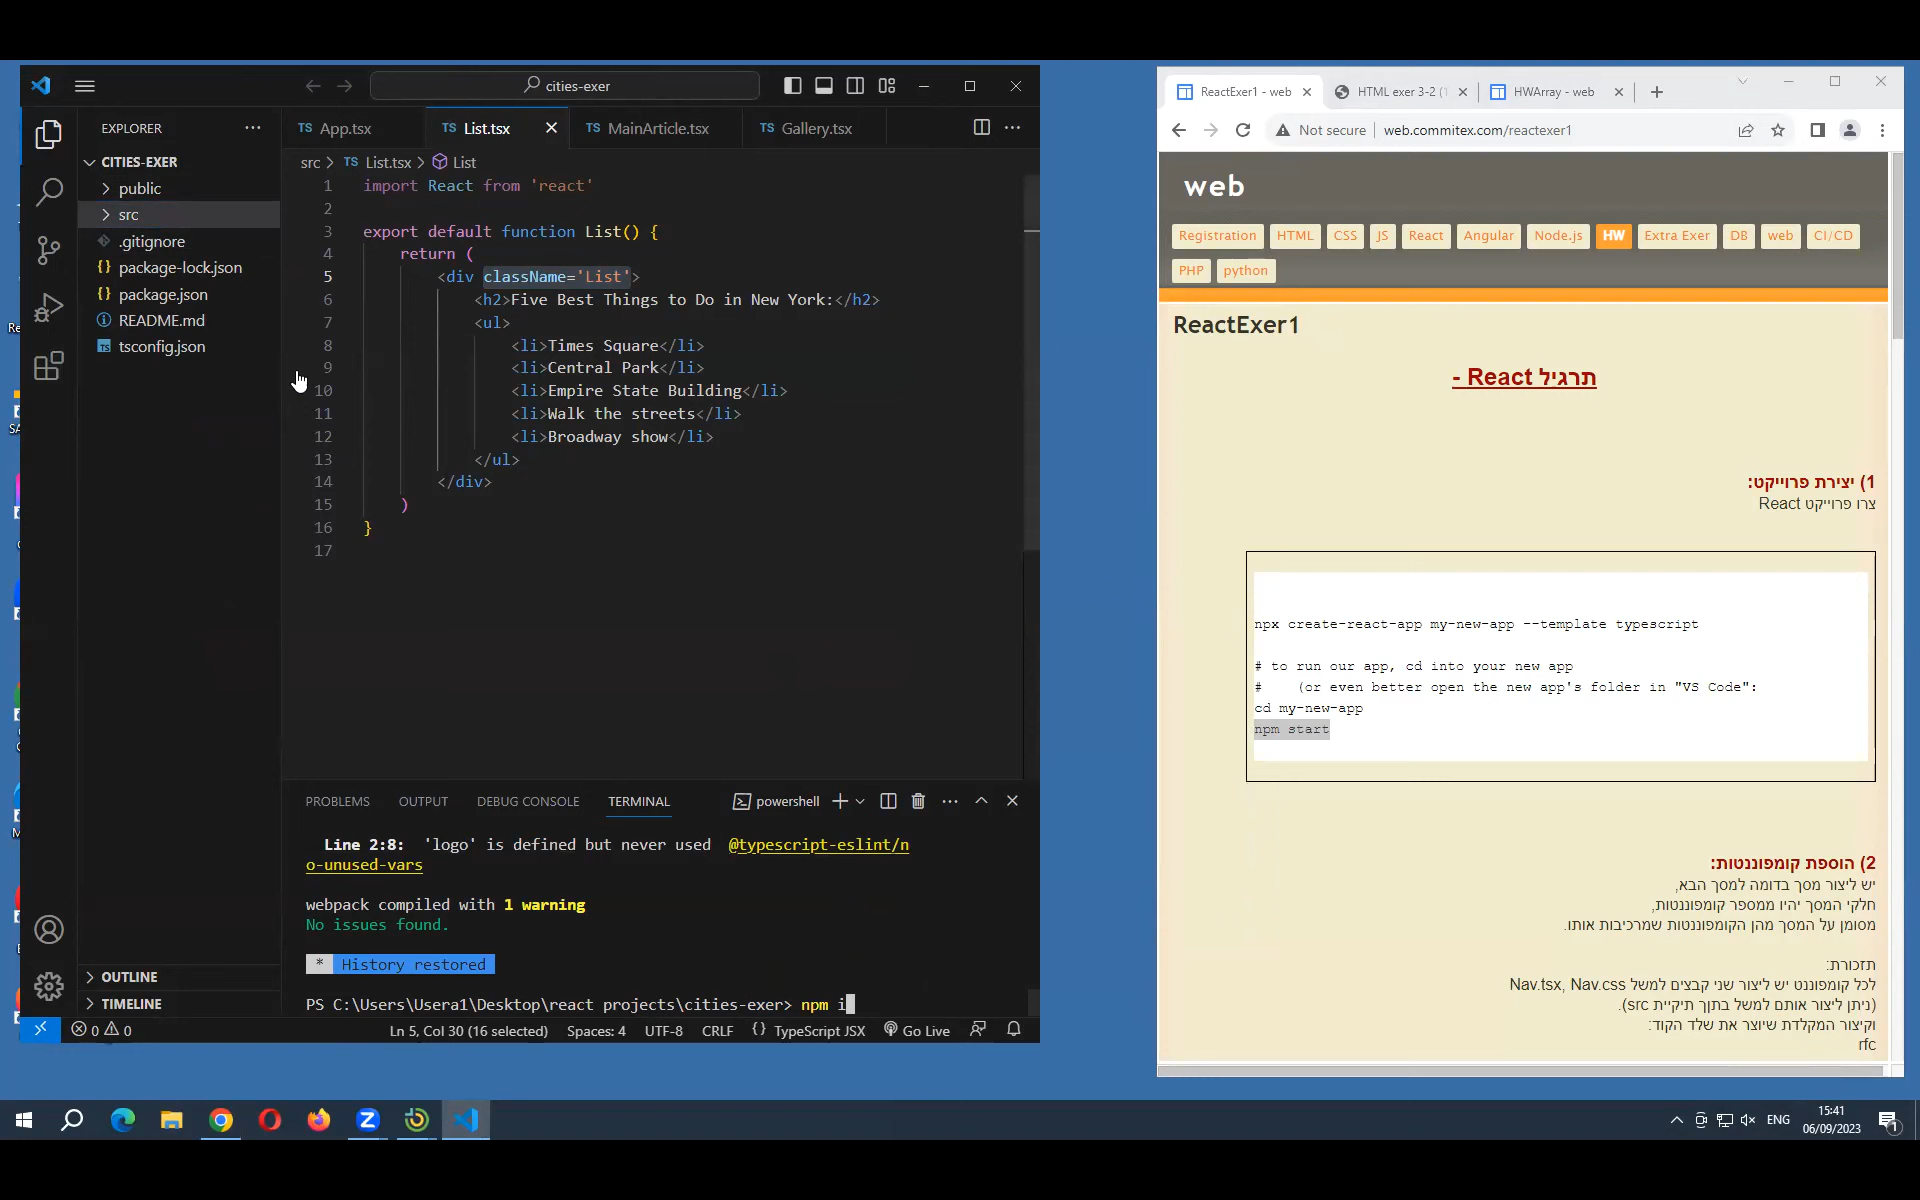 cities-exer
EXPLORER
CITIES-EXER
public
src
.gitignore
package-lock.json
package.json
README.md
tsconfig.json
OUTLINE
TIMELINE
TS App.tsx
TS List.tsx
TS MainArticle.tsx
TS Gallery.tsx
src > TS List.tsx > List
1 import React from 'react'
2
3 export default function List() {
4 return (
5 <div className='List'>
6 <h2>Five Best Things to Do in New York:</h2>
7 <ul>
8 <li>Times Square</li>
9 <li>Central Park</li>
10 <li>Empire State Building</li>
11 <li>Walk the streets</li>
12 <li>Broadway show</li>
13 </ul>
14 </div>
15 )
16 }
17
PROBLEMS OUTPUT DEBUG CONSOLE TERMINAL powershell
Line 2:8: 'logo' is defined but never used @typescript-eslint/n
o-unused-vars
webpack compiled with 1 warning
No issues found.
* History restored
PS C:\Users\Usera1\Desktop\react projects\cities-exer> npm i
0 0 Ln 5, Col 30 (16 selected) Spaces: 4 UTF-8 CRLF {} TypeScript JSX Go Live
ReactExer1 - web
HTML exer 3-2 (1
HWArray - web
Not secure web.commitex.com/reactexer1
web
Registration HTML CSS JS React Angular Node.js HW Extra Exer DB web CI/CD
PHP python
ReactExer1
תרגיל React -
1) יצירת פרוייקט:
צרו פרוייקט React
npx create-react-app my-new-app --template typescript
# to run our app, cd into your new app
# (or even better open the new app's folder in "VS Code":
cd my-new-app
npm start
2) הוספת קומפוננטות:
יש ליצור מסך בדומה למסך הבא,
חלקי המסך יהיו ממספר קומפוננטות,
מסומן על המסך מהן הקומפוננטות שמרכיבות אותו.
תזכורת:
לכל קומפוננט יש ליצור שני קבצים למשל Nav.tsx, Nav.css
(ניתן ליצור אותם למשל בתוך תיקיית src).
וקיצור המקלדת שיוצר את שלד הקוד:
rfc
ENG
15:41
06/09/2023
1